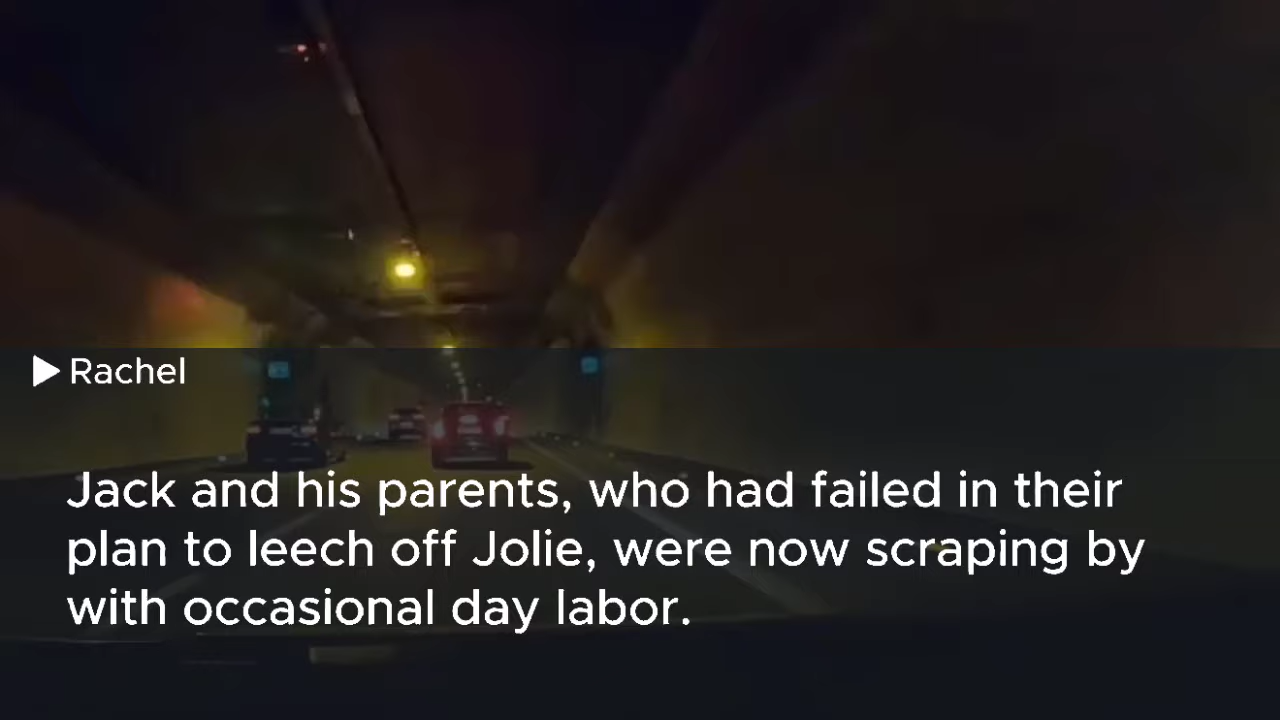 Rachel
Jack and his parents, who had failed in their
plan to leech off Jolie, were now scraping by
with occasional day labor.